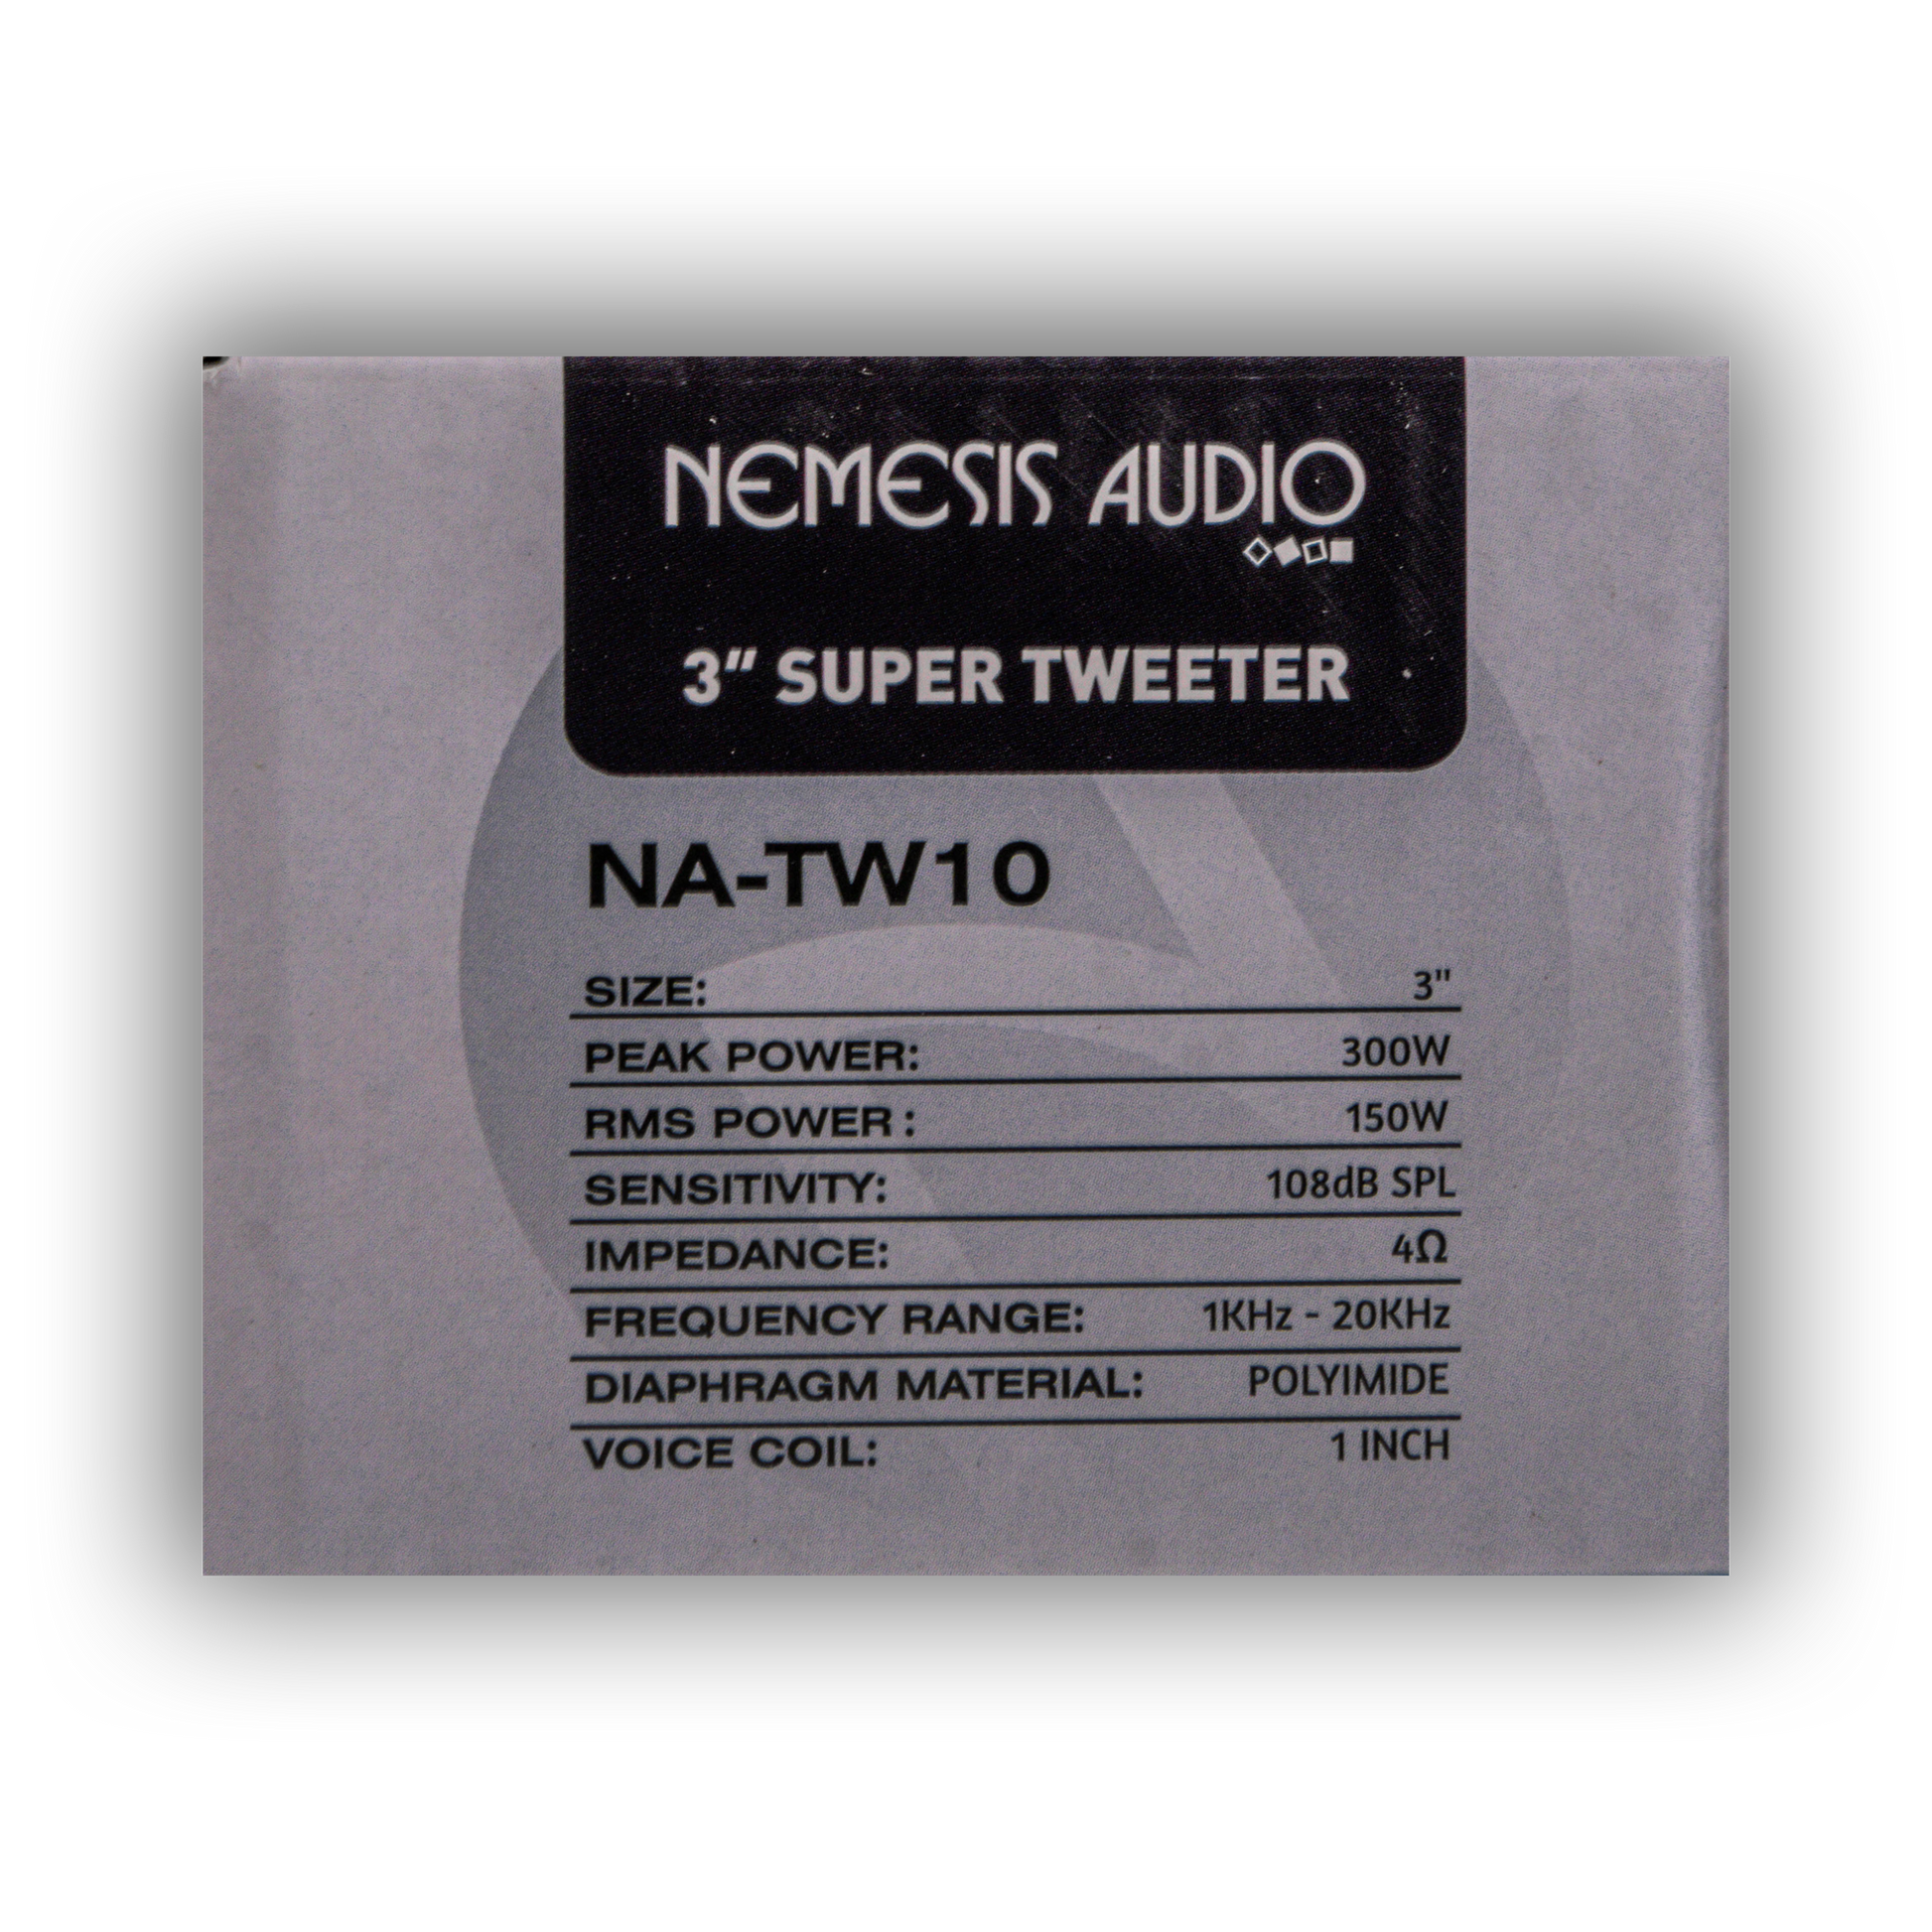 NEMESIS AUDIO
3" SUPER TWEETER
NA-TW10
SIZE: 3"
PEAK POWER: 300W
RMS POWER : 150W
SENSITIVITY: 108dB SPL
IMPEDANCE: 4Ω
FREQUENCY RANGE: 1KHz - 20KHz
DIAPHRAGM MATERIAL: POLYIMIDE
VOICE COIL: 1 INCH